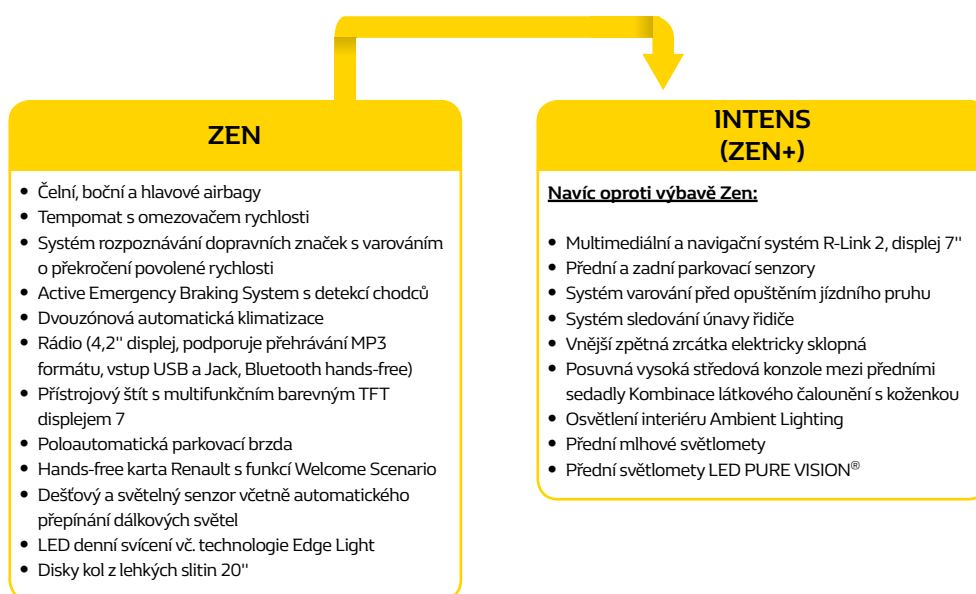 ZEN
• Čelní, boční a hlavové airbagy
• Tempomat s omezovačem rychlosti
• Systém rozpoznávání dopravních značek s varováním
o překročení povolené rychlosti
• Active Emergency Braking System s detekcí chodců
• Dvouzónová automatická klimatizace
• Rádio (4,2'' displej, podporuje přehrávání MP3
formátu, vstup USB a Jack, Bluetooth hands-free)
• Přístrojový štít s multifunkčním barevným TFT
displejem 7
• Poloautomatická parkovací brzda
• Hands-free karta Renault s funkcí Welcome Scenario
• Dešťový a světelný senzor včetně automatického
přepínání dálkových světel
• LED denní svícení vč. technologie Edge Light
• Disky kol z lehkých slitin 20''
INTENS
(ZEN+)
Navíc oproti výbavě Zen:
• Multimediální a navigační systém R-Link 2, displej 7''
• Přední a zadní parkovací senzory
• Systém varování před opuštěním jízdního pruhu
• Systém sledování únavy řidiče
• Vnější zpětná zrcátka elektricky sklopná
• Posuvná vysoká středová konzole mezi předními
sedadly Kombinace látkového čalounění s koženkou
• Osvětlení interiéru Ambient Lighting
• Přední mlhové světlomety
• Přední světlomety LED PURE VISION®